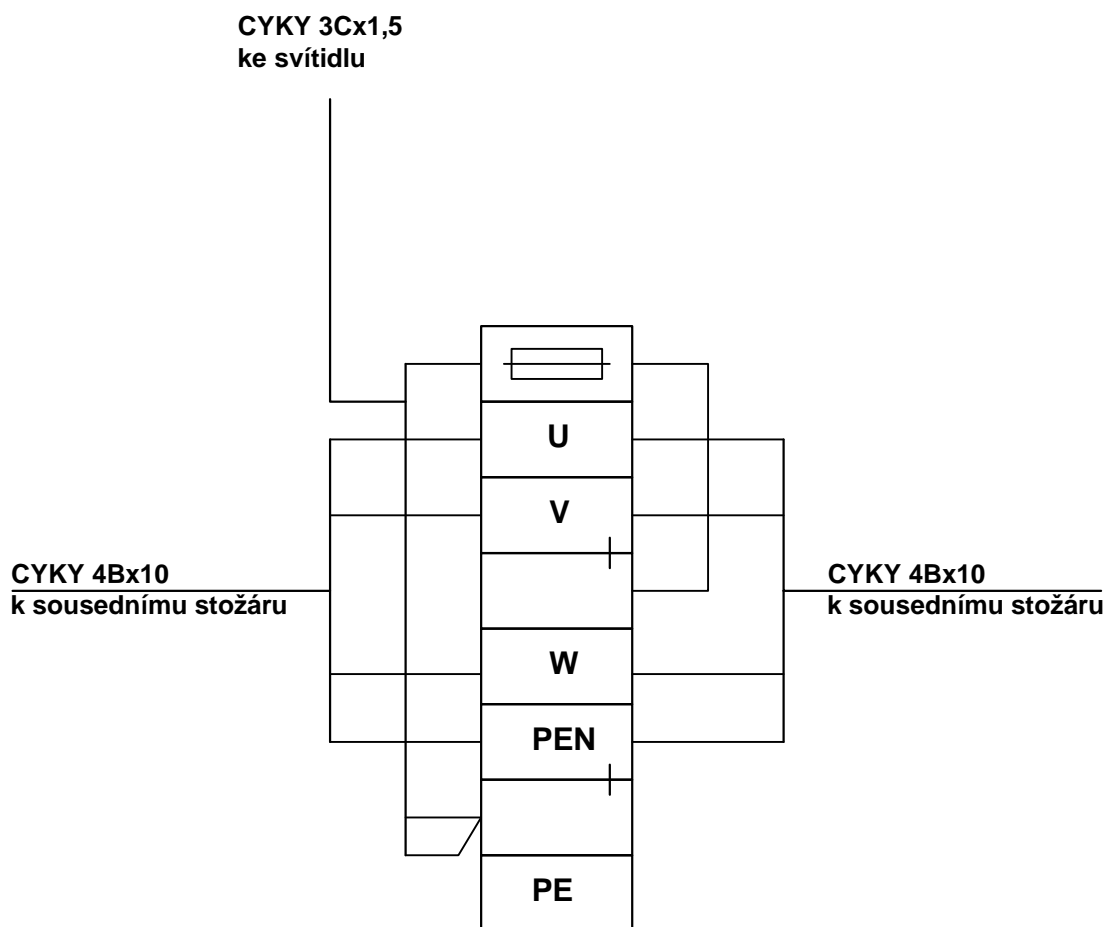 CYKY 3Cx1,5
ke svítidlu
U
V
CYKY 4Bx10
k sousednímu stožáru
CYKY 4Bx10
k sousednímu stožáru
W
PEN
PE